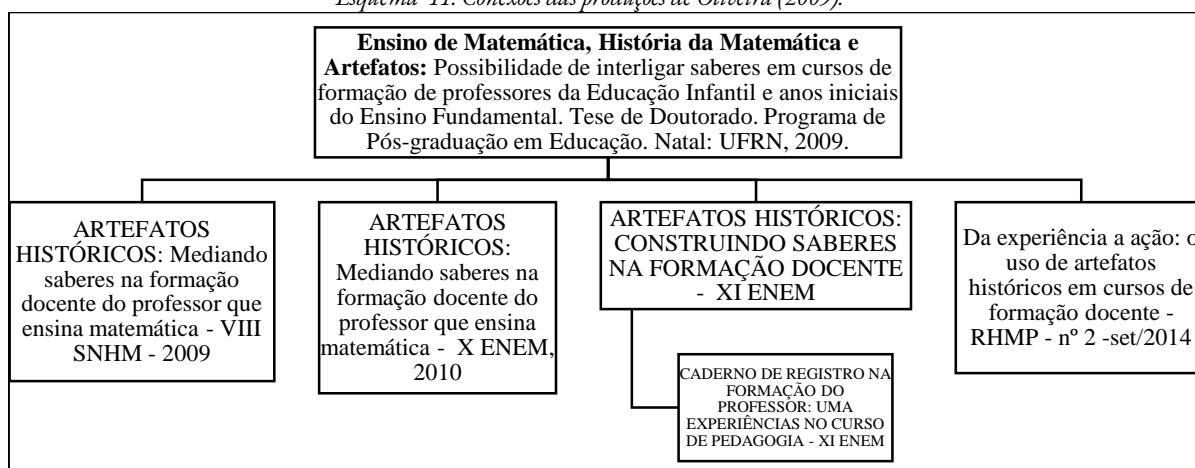 Esquema 11: Conexões das produções de Oliveira (2009).
Ensino de Matemática, História da Matemática e
Artefatos: Possibilidade de interligar saberes em cursos de
formação de professores da Educação Infantil e anos iniciais
do Ensino Fundamental. Tese de Doutorado. Programa de
Pós-graduação em Educação. Natal: UFRN, 2009.
ARTEFATOS
HISTÓRICOS: Mediando
saberes na formação
docente do professor que
ensina matemática - VIII
SNHM - 2009
ARTEFATOS
HISTÓRICOS:
Mediando saberes na
formação docente do
professor que ensina
matemática - X ENEM,
2010
ARTEFATOS HISTÓRICOS:
CONSTRUINDO SABERES
NA FORMAÇÃO DOCENTE
- XI ENEM
CADERNO DE REGISTRO NA
FORMAÇÃO DO
PROFESSOR: UMA
EXPERIÊNCIAS NO CURSO
DE PEDAGOGIA - XI ENEM
Da experiência a ação: o
uso de artefatos
históricos em cursos de
formação docente -
RHMP - nº 2 -set/2014